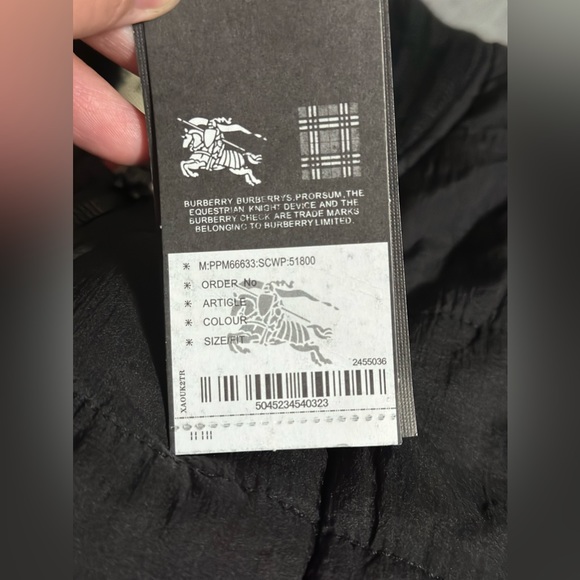 BURBERRY BURBERRYS, PRORSUM, THE
EQUESTRIAN KNIGHT DEVICE AND THE
BURBERRY CHECK ARE TRADE MARKS
BELONGING TO BURBERRY LIMITED.
* M:PPM66633:SCWP:51800
* ORDER No
* ARTICLE
* COLOUR
* SIZE/FIT
2455036
XAOUK2TR
5045234540323